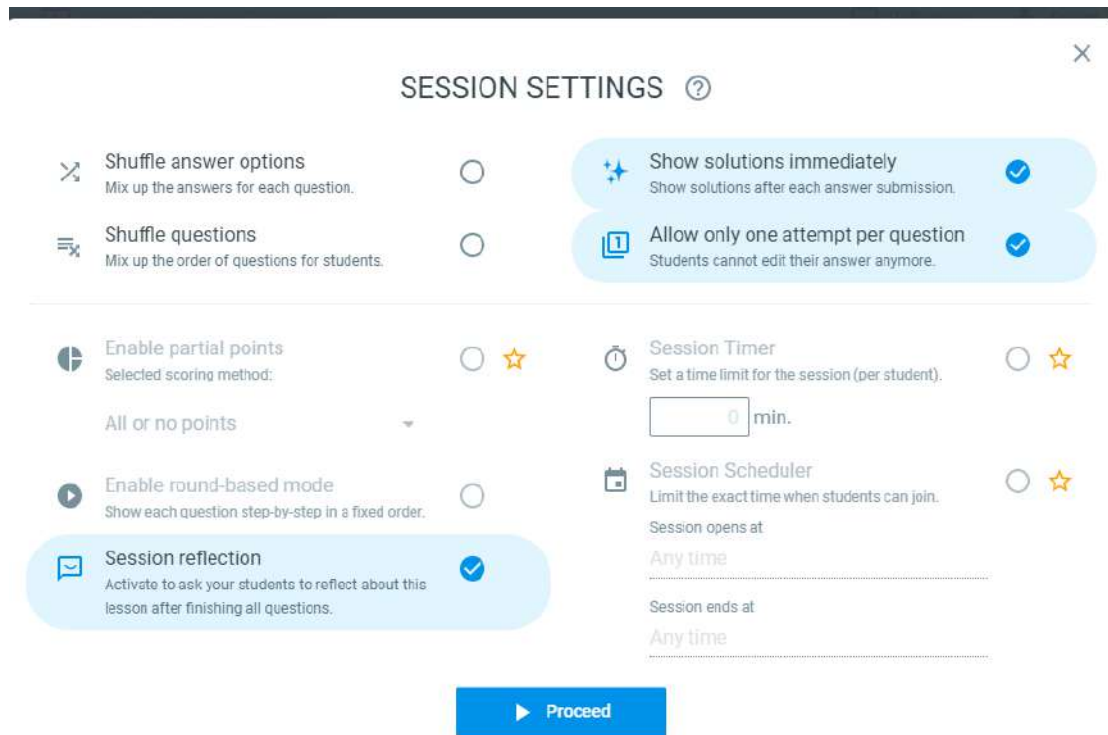 SESSION SETTINGS ?
Shuffle answer options
Mix up the answers for each question.
Shuffle questions
Mix up the order of questions for students.
Show solutions immediately
Show solutions after each answer submission.
1
Allow only one attempt per question
Students cannot edit their answer anymore.
Enable partial points
Selected scoring method:
All or no points
Enable round-based mode
Show each question step-by-step in a fixed order.
Session reflection
Activate to ask your students to reflect about this
lesson after finishing all questions.
Session Timer
Set a time limit for the session (per student).
0 min.
Session Scheduler
Limit the exact time when students can join.
Session opens at
Any time
Session ends at
Any time
Proceed